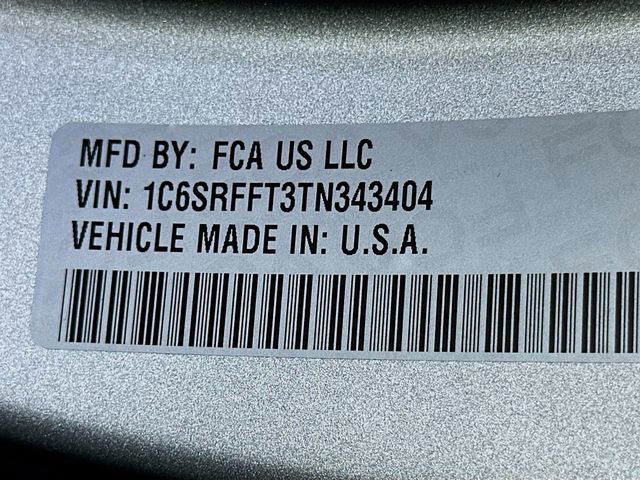 MFD BY: FCA US LLC
VIN: 1C6SRFFT3TN343404
VEHICLE MADE IN: U.S.A.